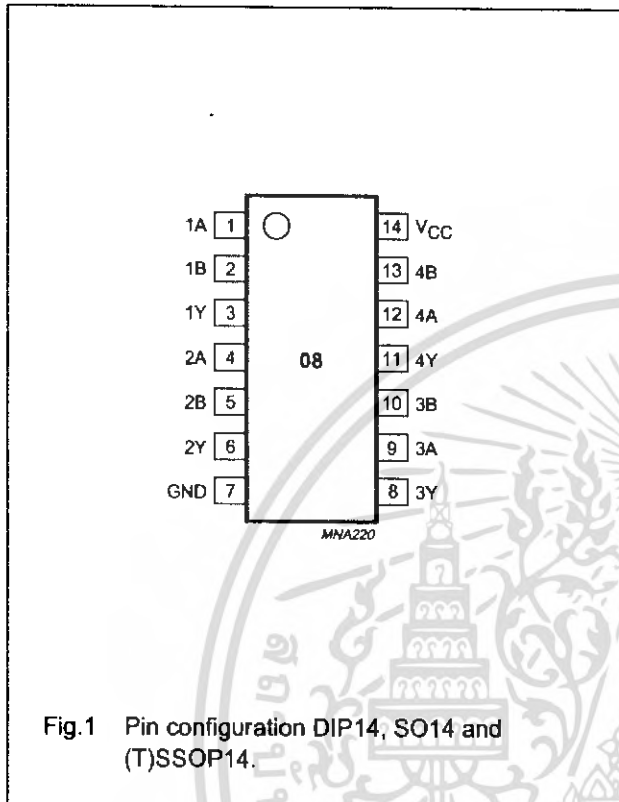 1A 1 14 VCC
1B 2 13 4B
1Y 3 12 4A
2A 4 08 11 4Y
2B 5 10 3B
2Y 6 9 3A
GND 7 8 3Y
MNA220
Fig.1 Pin configuration DIP14, SO14 and
(T)SSOP14.